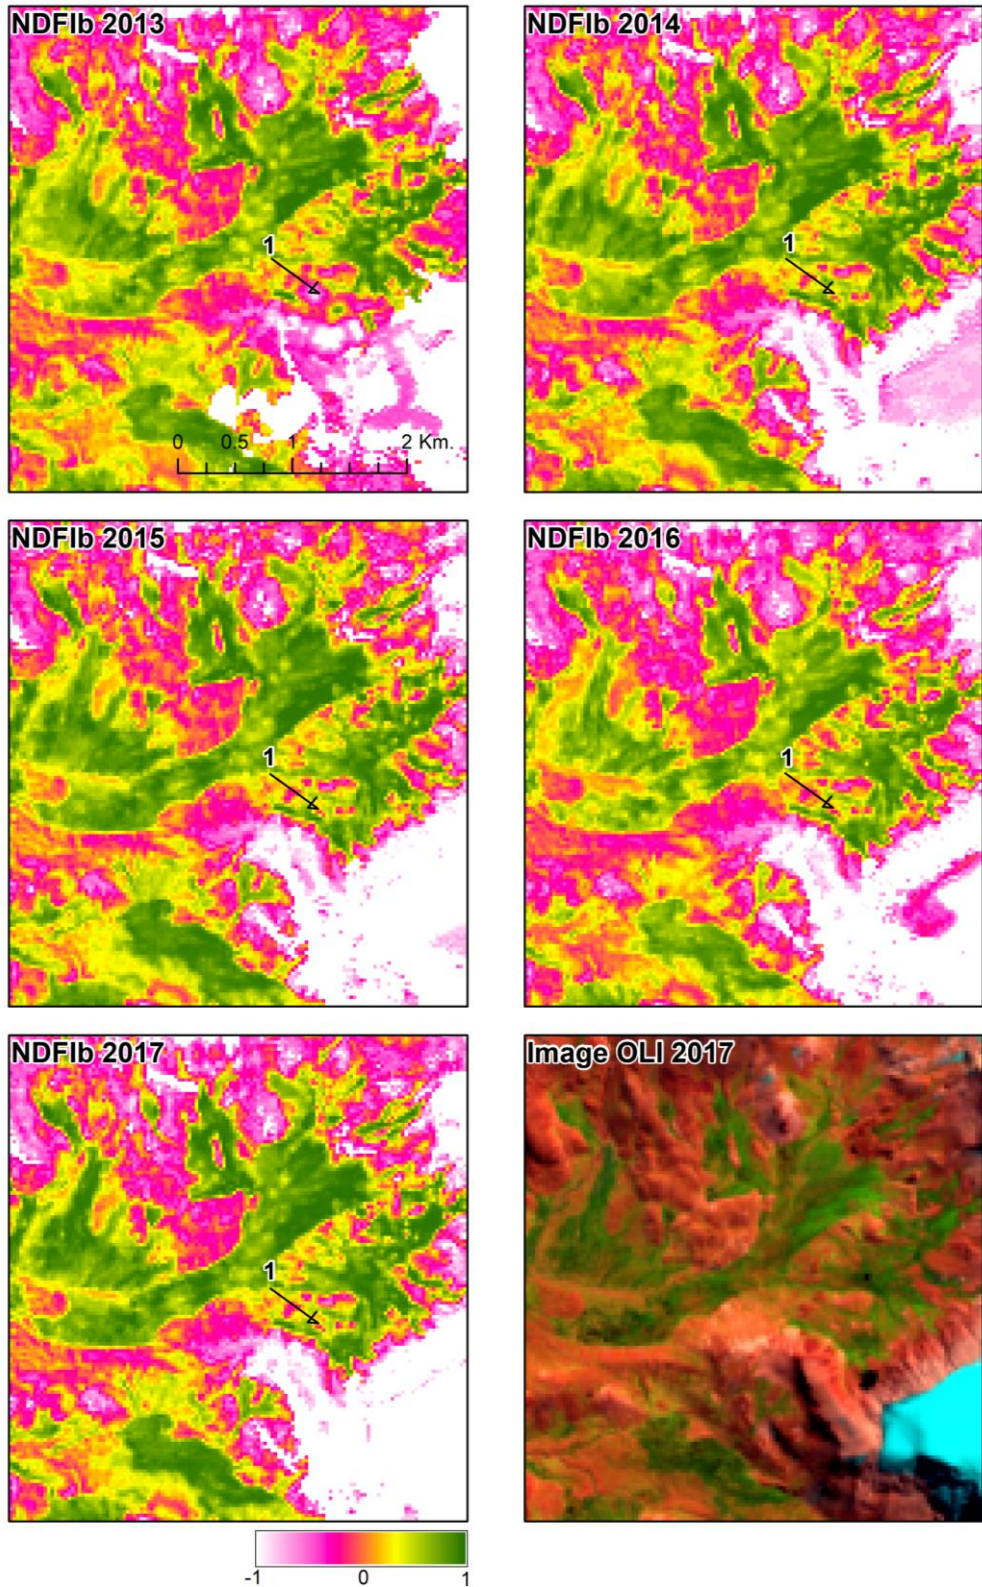 NDFIb 2013
NDFIb 2014
1
1
0 0.5 1 2 Km.
NDFIb 2015
NDFIb 2016
1
1
NDFIb 2017
Image OLI 2017
1
-1 0 1